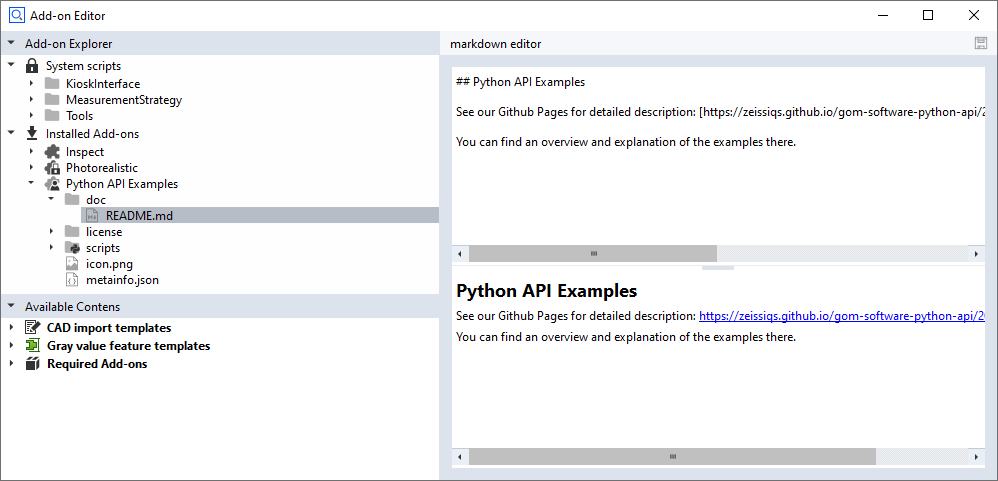 Add-on Editor
Add-on Explorer
System scripts
KioskInterface
MeasurementStrategy
Tools
Installed Add-ons
Inspect
Photorealistic
Python API Examples
doc
README.md
license
scripts
icon.png
metainfo.json
Available Contens
CAD import templates
Gray value feature templates
Required Add-ons
markdown editor
## Python API Examples
See our Github Pages for detailed description: [https://zeissiqs.github.io/gom-software-python-api/2
You can find an overview and explanation of the examples there.
Python API Examples
See our Github Pages for detailed description: https://zeissiqs.github.io/gom-software-python-api/20
You can find an overview and explanation of the examples there.